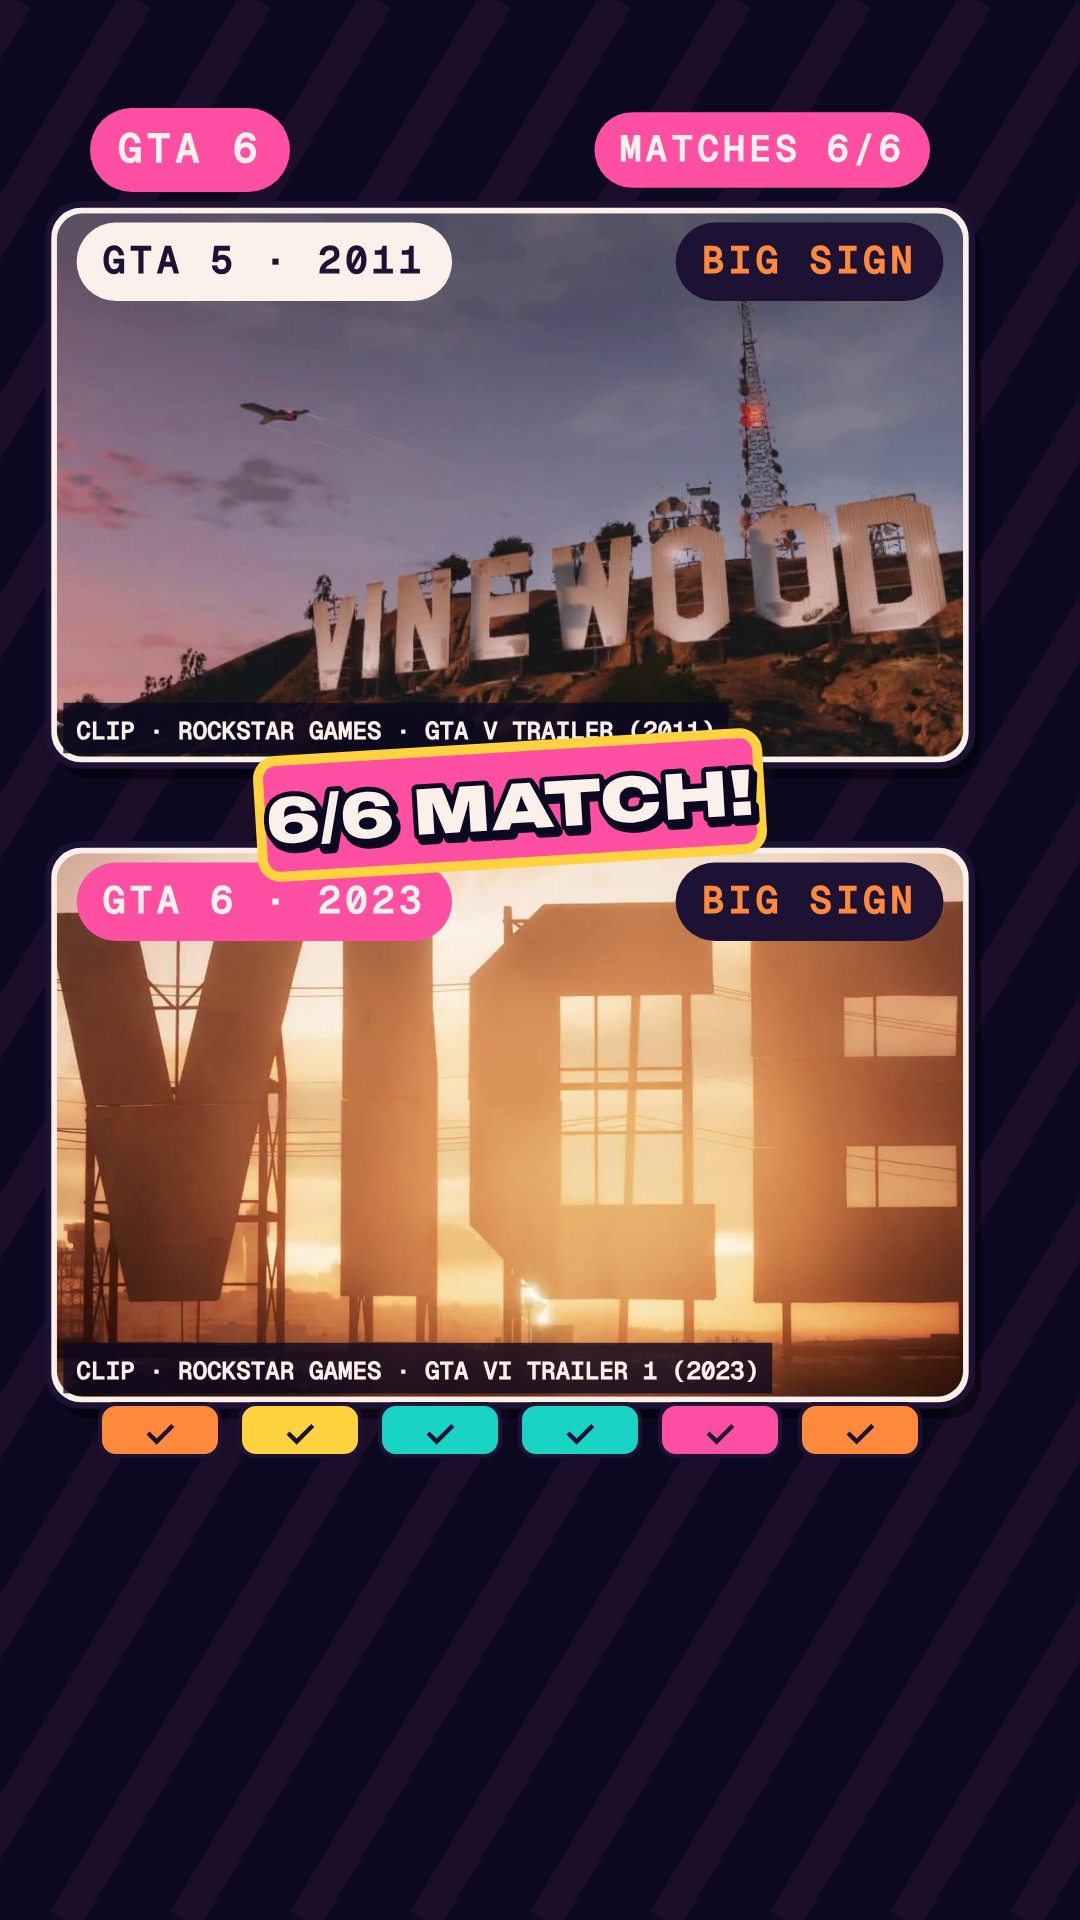 GTA 6
MATCHES 6/6
GTA 5 · 2011
BIG SIGN
VINEWOOD
CLIP · ROCKSTAR GAMES · GTA V TRAILER (2011)
6/6 MATCH!
GTA 6 · 2023
BIG SIGN
VICE
CLIP · ROCKSTAR GAMES · GTA VI TRAILER 1 (2023)